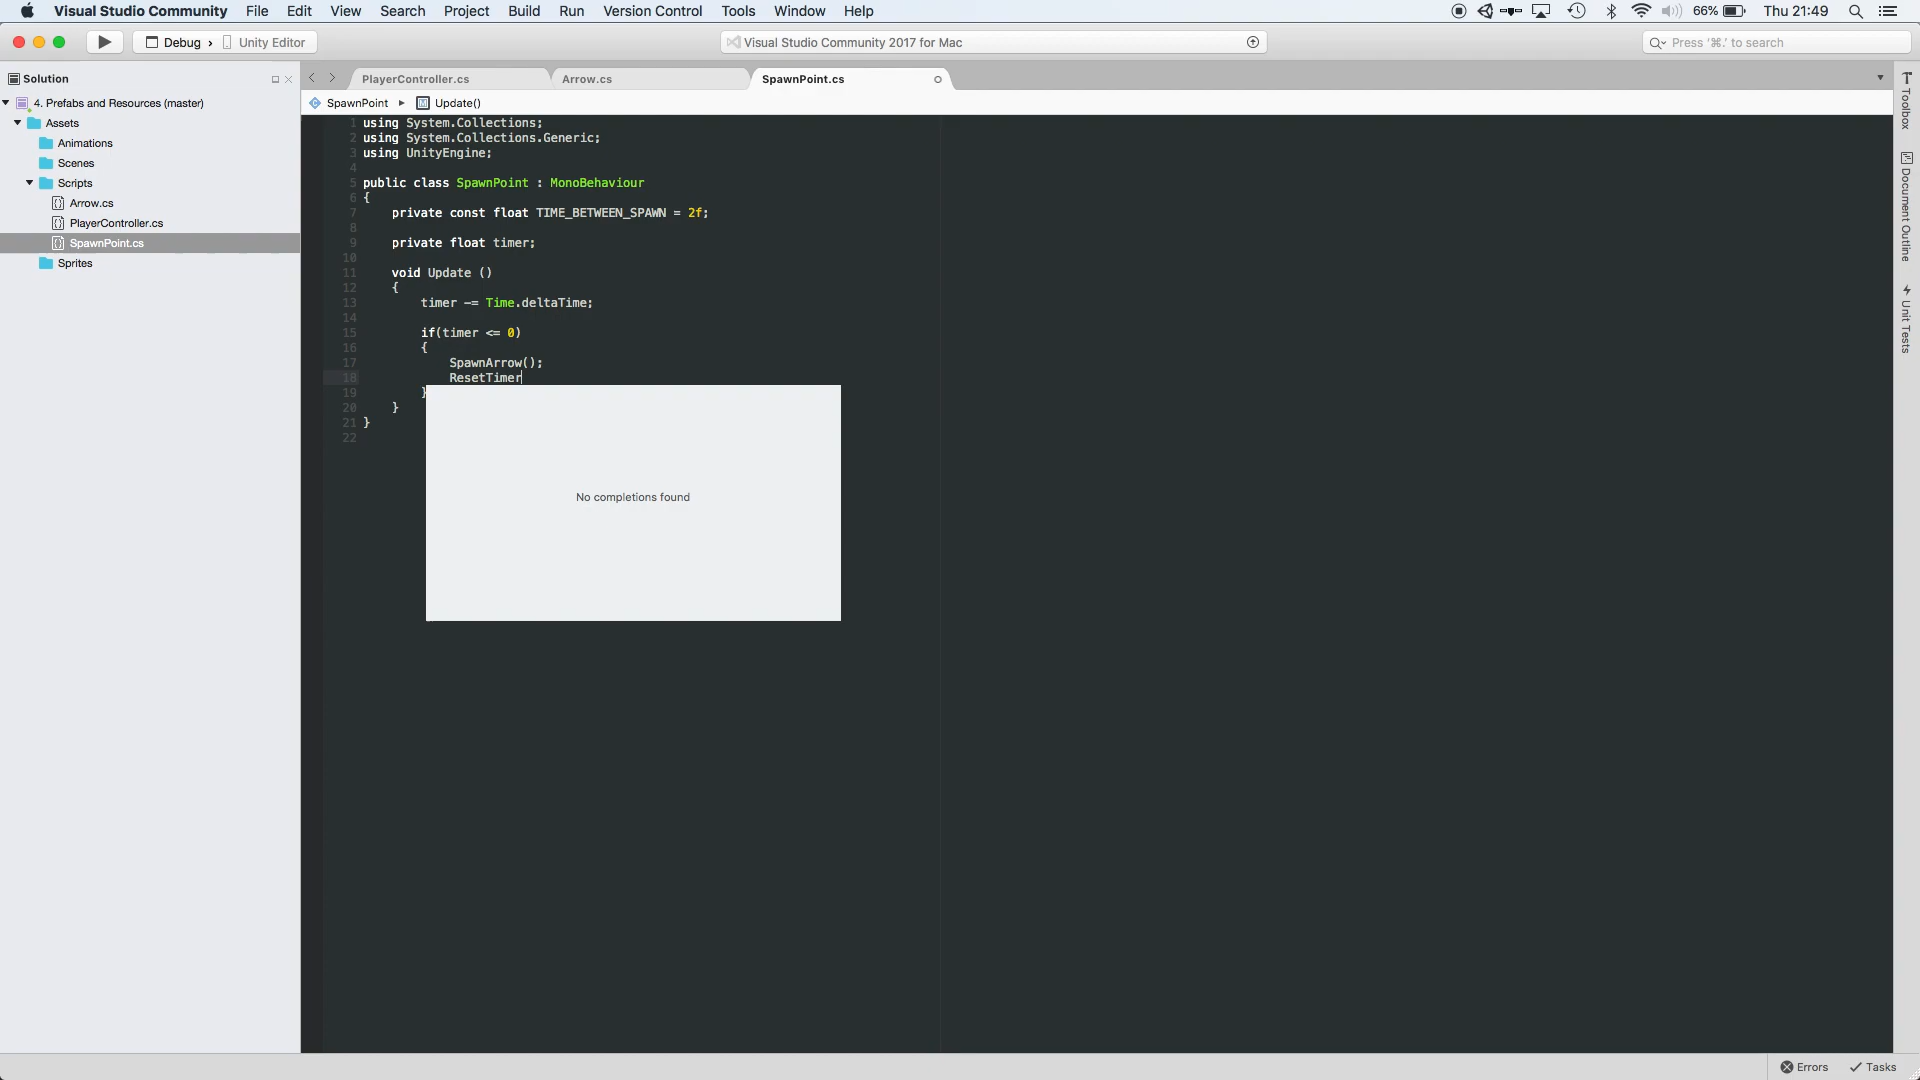 Visual Studio Community File Edit View Search Project Build Run Version Control Tools Window Help 66% Thu 21:49
Debug › Unity Editor Visual Studio Community 2017 for Mac Press '⌘.' to search
Solution PlayerController.cs Arrow.cs SpawnPoint.cs
4. Prefabs and Resources (master)
Assets
Animations
Scenes
Scripts
Arrow.cs
PlayerController.cs
SpawnPoint.cs
Sprites
SpawnPoint ▸ M Update()
1 using System.Collections;
2 using System.Collections.Generic;
3 using UnityEngine;
4
5 public class SpawnPoint : MonoBehaviour
6 {
7 private const float TIME_BETWEEN_SPAWN = 2f;
8
9 private float timer;
10
11 void Update ()
12 {
13 timer -= Time.deltaTime;
14
15 if(timer <= 0)
16 {
17 SpawnArrow();
18 ResetTimer
19 }
20 }
21 }
22
No completions found
Toolbox
Document Outline
Unit Tests
Errors Tasks